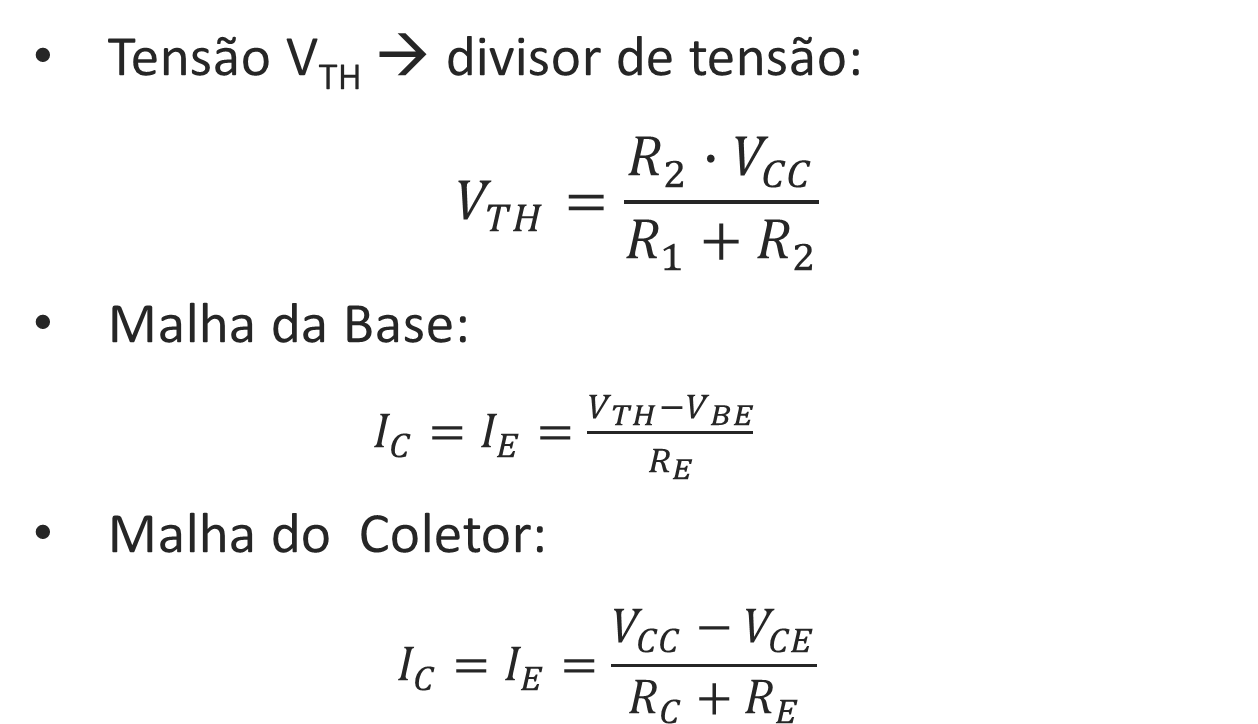 • Tensão V_TH → divisor de tensão:
V_TH = (R_2 · V_CC) / (R_1 + R_2)
• Malha da Base:
I_C = I_E = (V_TH − V_BE) / R_E
• Malha do Coletor:
I_C = I_E = (V_CC − V_CE) / (R_C + R_E)